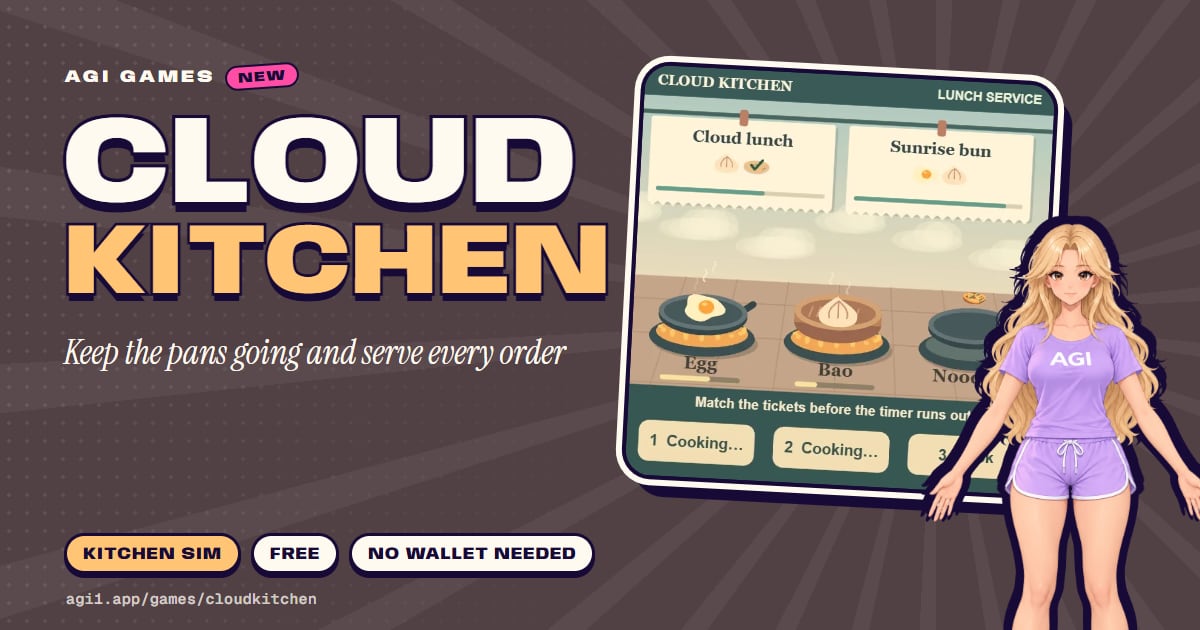 AGI GAMES NEW
CLOUD
KITCHEN
Keep the pans going and serve every order
KITCHEN SIM
FREE
NO WALLET NEEDED
agi1.app/games/cloudkitchen
CLOUD KITCHEN
LUNCH SERVICE
Cloud lunch
Sunrise bun
Egg
Bao
Match the tickets before the timer runs out
1 Cooking...
2 Cooking...
3
AGI